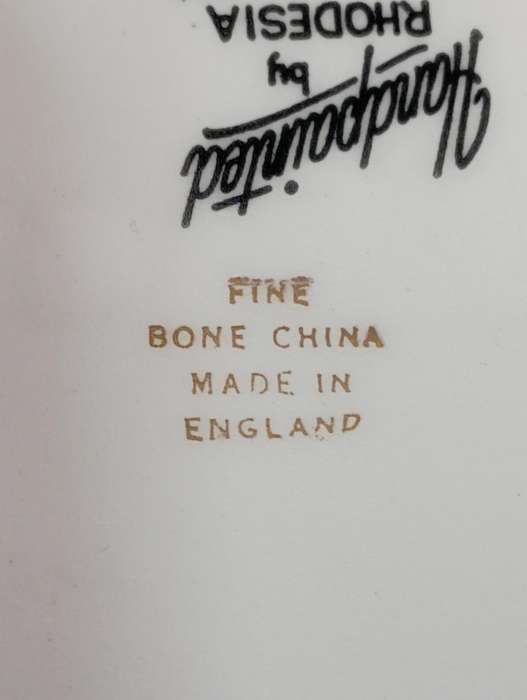 Handpainted
by
RHODESIA
FINE
BONE CHINA
MADE IN
ENGLAND